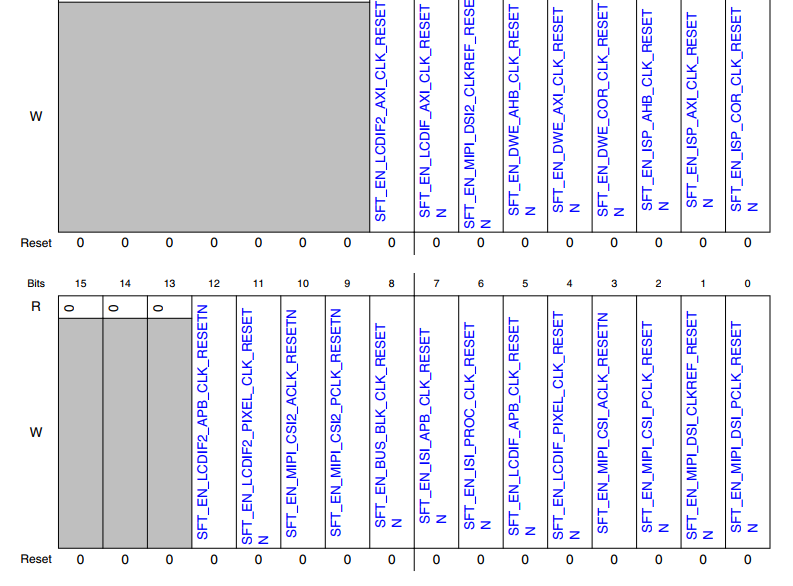 W
SFT_EN_LCDIF2_AXI_CLK_RESET
SFT_EN_LCDIF_AXI_CLK_RESET
N
SFT_EN_MIPI_DSI2_CLKREF_RESE
N
SFT_EN_DWE_AHB_CLK_RESET
N
SFT_EN_DWE_AXI_CLK_RESET
N
SFT_EN_DWE_COR_CLK_RESET
N
SFT_EN_ISP_AHB_CLK_RESET
N
SFT_EN_ISP_AXI_CLK_RESET
N
SFT_EN_ISP_COR_CLK_RESET
N
Reset 0 0 0 0 0 0 0 0 0 0 0 0 0 0 0 0
Bits 15 14 13 12 11 10 9 8 7 6 5 4 3 2 1 0
R 0 0 0
W
SFT_EN_LCDIF2_APB_CLK_RESETN
SFT_EN_LCDIF2_PIXEL_CLK_RESET
N
SFT_EN_MIPI_CSI2_ACLK_RESETN
SFT_EN_MIPI_CSI2_PCLK_RESETN
SFT_EN_BUS_BLK_CLK_RESET
N
SFT_EN_ISI_APB_CLK_RESET
N
SFT_EN_ISI_PROC_CLK_RESET
N
SFT_EN_LCDIF_APB_CLK_RESET
N
SFT_EN_LCDIF_PIXEL_CLK_RESET
N
SFT_EN_MIPI_CSI_ACLK_RESETN
SFT_EN_MIPI_CSI_PCLK_RESET
N
SFT_EN_MIPI_DSI_CLKREF_RESET
N
SFT_EN_MIPI_DSI_PCLK_RESET
N
Reset 0 0 0 0 0 0 0 0 0 0 0 0 0 0 0 0